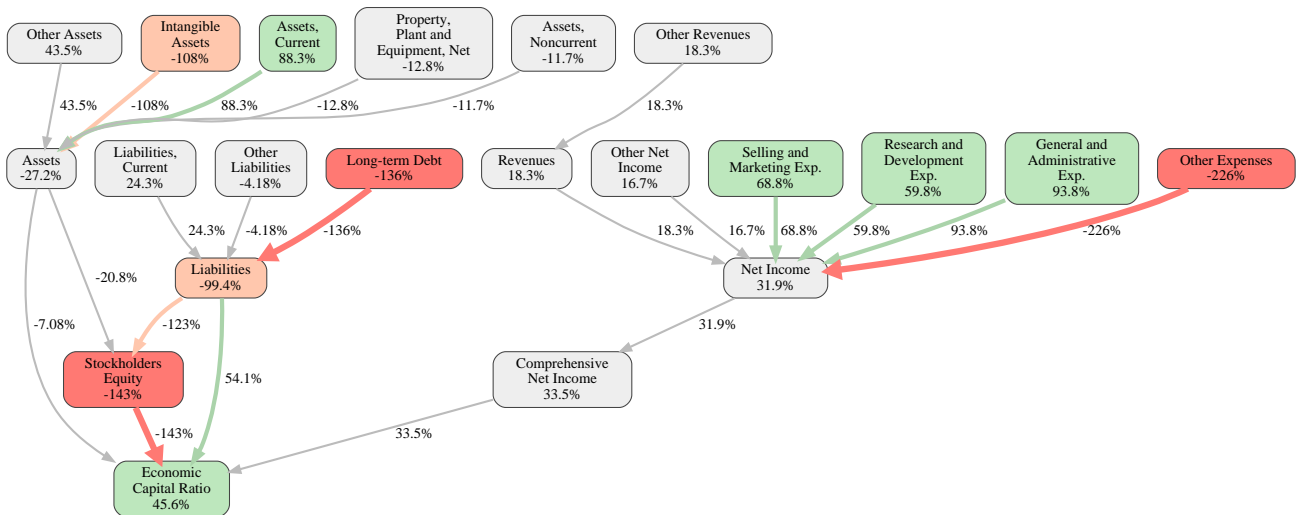 Other Assets
43.5%
Intangible
Assets
-108%
Assets,
Current
88.3%
Property,
Plant and
Equipment, Net
-12.8%
Assets,
Noncurrent
-11.7%
Other Revenues
18.3%
43.5%
-108%
88.3%
-12.8%
-11.7%
18.3%
Assets
-27.2%
Liabilities,
Current
24.3%
Other
Liabilities
-4.18%
Long-term Debt
-136%
Revenues
18.3%
Other Net
Income
16.7%
Selling and
Marketing Exp.
68.8%
Research and
Development
Exp.
59.8%
General and
Administrative
Exp.
93.8%
Other Expenses
-226%
24.3%
-4.18%
-136%
18.3%
16.7%
68.8%
59.8%
93.8%
-226%
Liabilities
-99.4%
Net Income
31.9%
-20.8%
-7.08%
-123%
31.9%
Stockholders
Equity
-143%
54.1%
Comprehensive
Net Income
33.5%
-143%
33.5%
Economic
Capital Ratio
45.6%